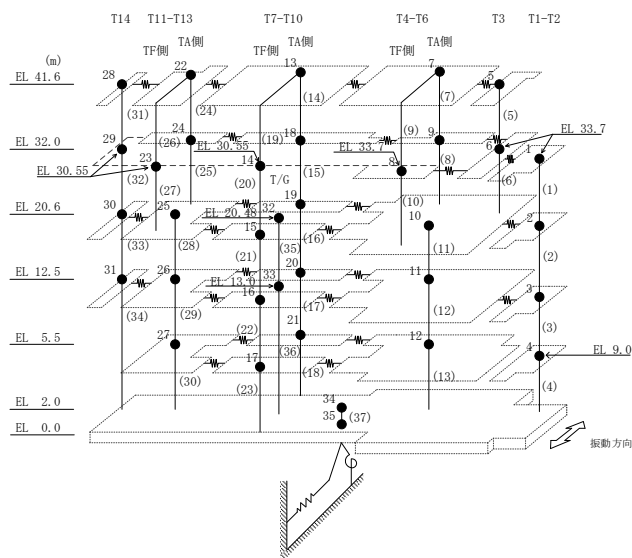 T14 T11-T13 T7-T10 T4-T6 T3 T1-T2
TF側 TA側 TF側 TA側 TF側 TA側
(m)
EL 41.6 28 22 13 7 5
(31) (24) (14) (7) (5)
EL 32.0 29 24 (26) (19) 18 (9) 9 6 1 EL 33.7
EL 30.55 EL 33.7
EL 30.55 (32) 23 (25) 14 (15) 8 (8) (6) (1)
(27) (20) T/G (10)
EL 20.6 30 25 EL 20.48 32 19 10 2
(33) (28) 15 (35) (16) (11) (2)
(21) 20
EL 12.5 31 26 EL 13.0 33 11 3
(34) (29) 16 (17) (12) (3)
(22) 21
EL 5.5 27 (36) 12 4 EL 9.0
(30) 17 (18) (13) (4)
(23)
EL 2.0 34
EL 0.0 35 (37)
振動方向